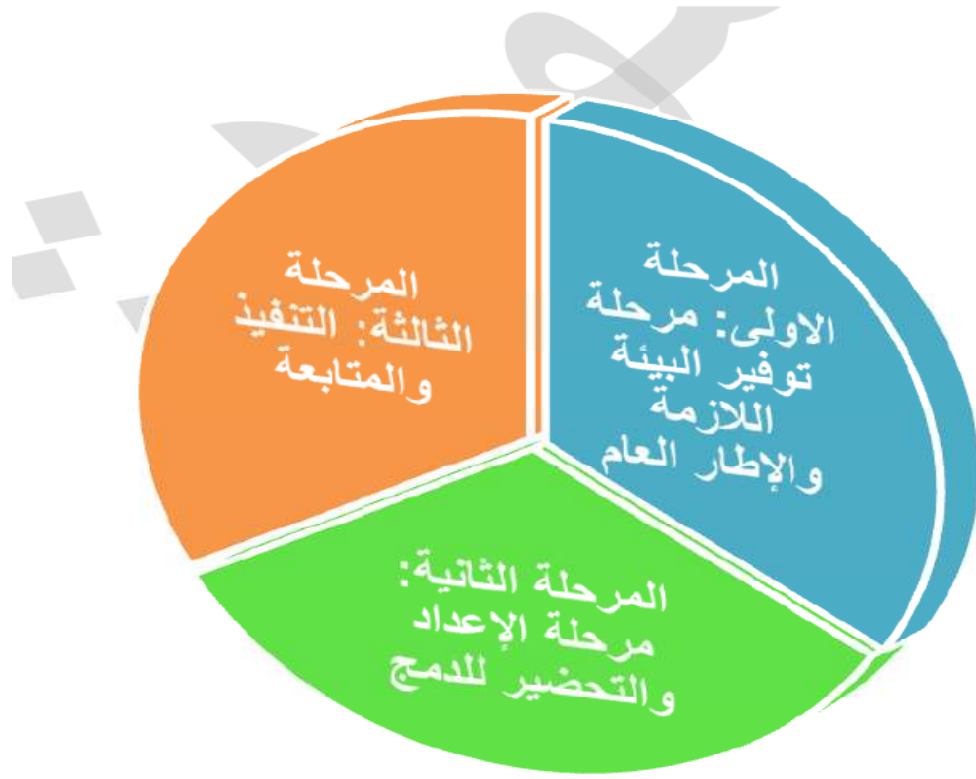 المرحلة
الاولى: مرحلة
توفير البيئة
اللازمة
والإطار العام
المرحلة الثانية:
مرحلة الإعداد
والتحضير للدمج
المرحلة
الثالثة: التنفيذ
والمتابعة